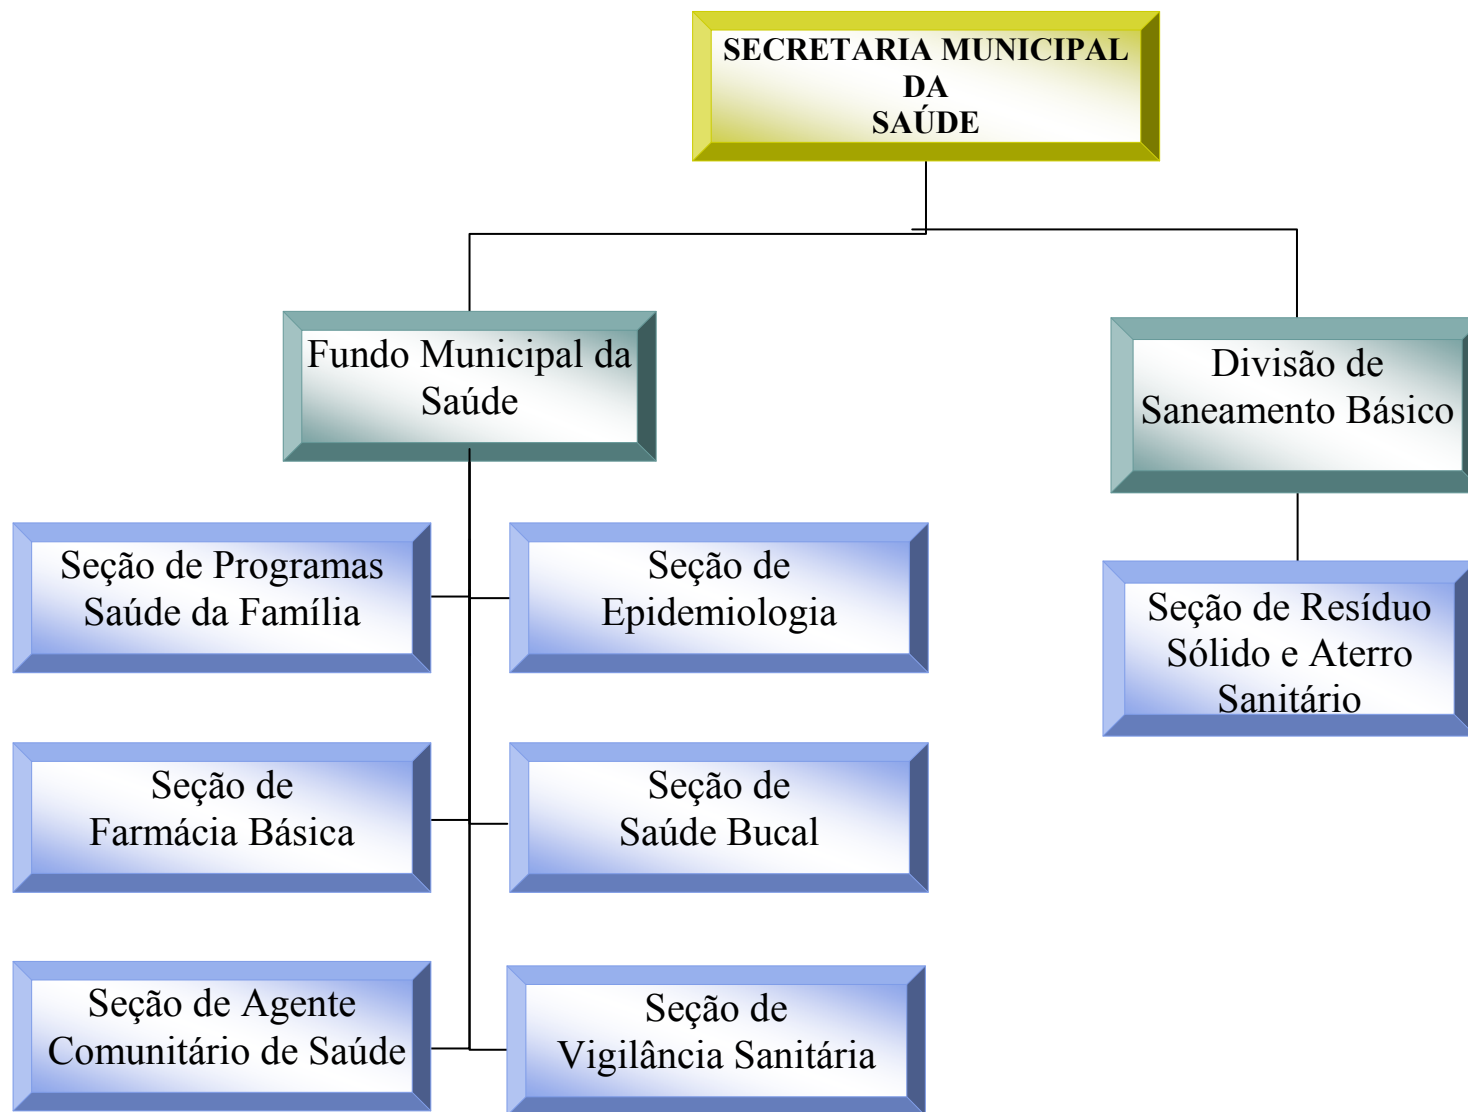 SECRETARIA MUNICIPAL
DA
SAÚDE
Fundo Municipal da
Saúde
Divisão de
Saneamento Básico
Seção de Programas
Saúde da Família
Seção de
Epidemiologia
Seção de Resíduo
Sólido e Aterro
Sanitário
Seção de
Farmácia Básica
Seção de
Saúde Bucal
Seção de Agente
Comunitário de Saúde
Seção de
Vigilância Sanitária